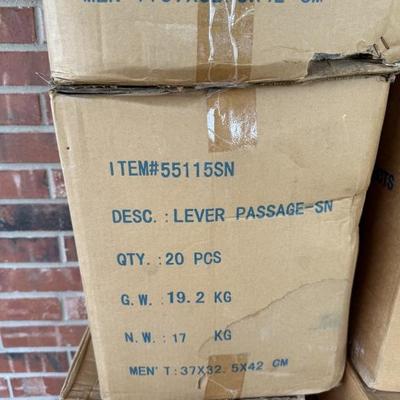 ITEM#55115SN
DESC. : LEVER PASSAGE-SN
QTY. : 20 PCS
G.W. : 19.2 KG
N.W. : 17 KG
MEN'T : 37X32.5X42 CM